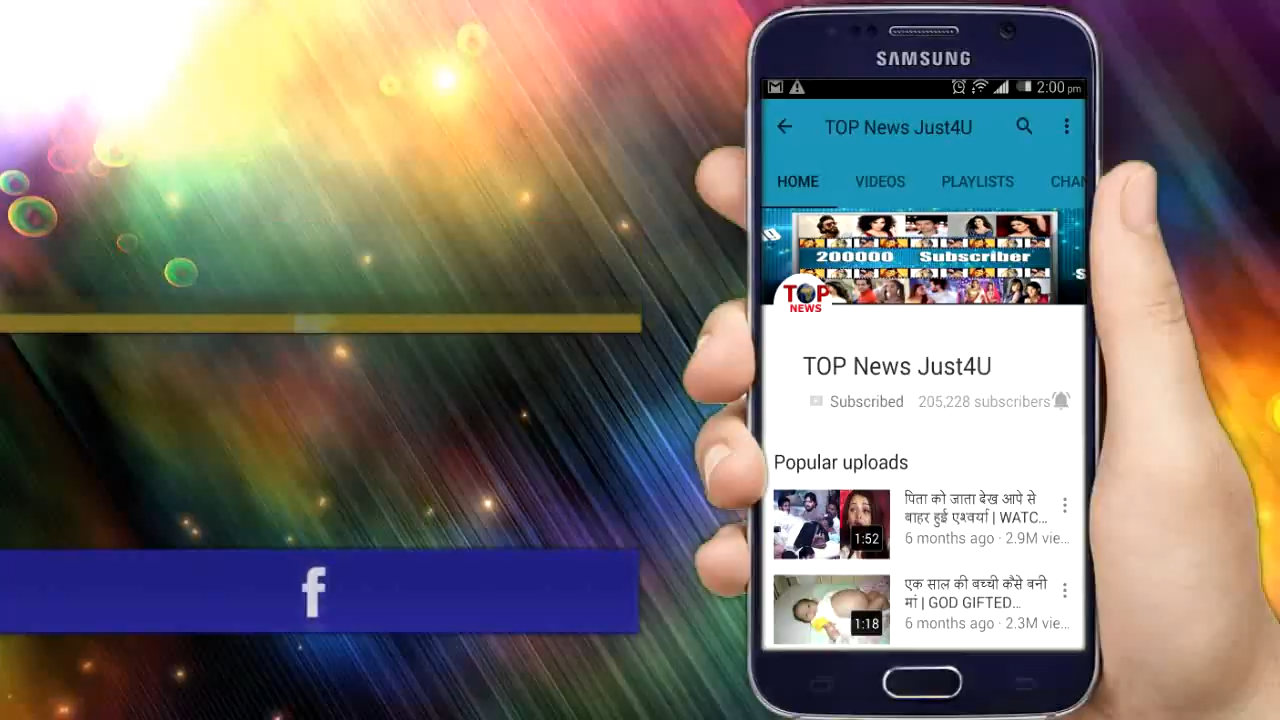 SAMSUNG
2:00 pm
TOP News Just4U
HOME VIDEOS PLAYLISTS CHAN
200000 Subscriber
TOP
NEWS
TOP News Just4U
Subscribed 205,228 subscribers
Popular uploads
पिता को जाता देख आपे से
बाहर हुई एश्वर्या | WATC...
1:52
6 months ago · 2.9M vie...
एक साल की बच्ची कैसे बनी
मां | GOD GIFTED...
1:18
6 months ago · 2.3M vie...
f